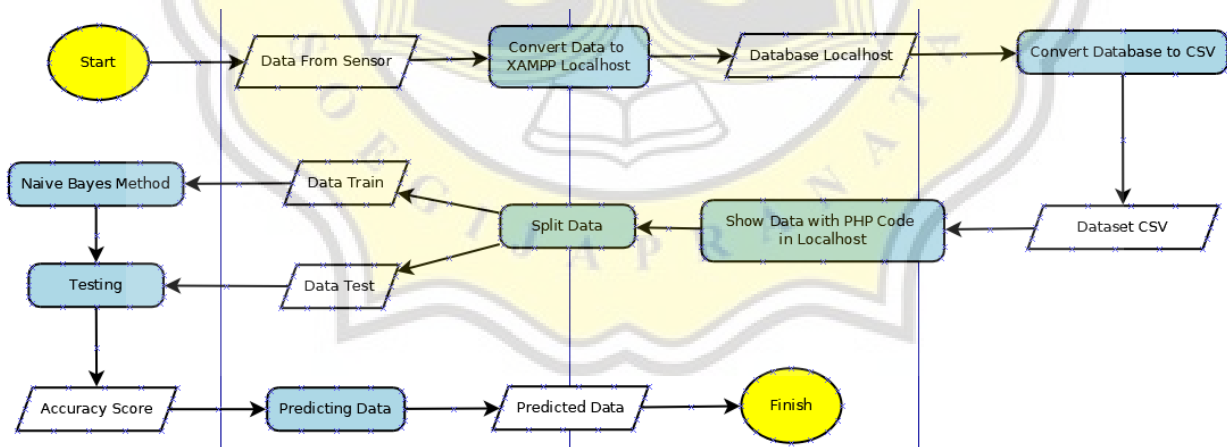 Start
Data From Sensor
Convert Data to
XAMPP Localhost
Database Localhost
Convert Database to CSV
Dataset CSV
Show Data with PHP Code
in Localhost
Split Data
Data Train
Data Test
Naive Bayes Method
Testing
Accuracy Score
Predicting Data
Predicted Data
Finish
SOEGIJAPRANATA